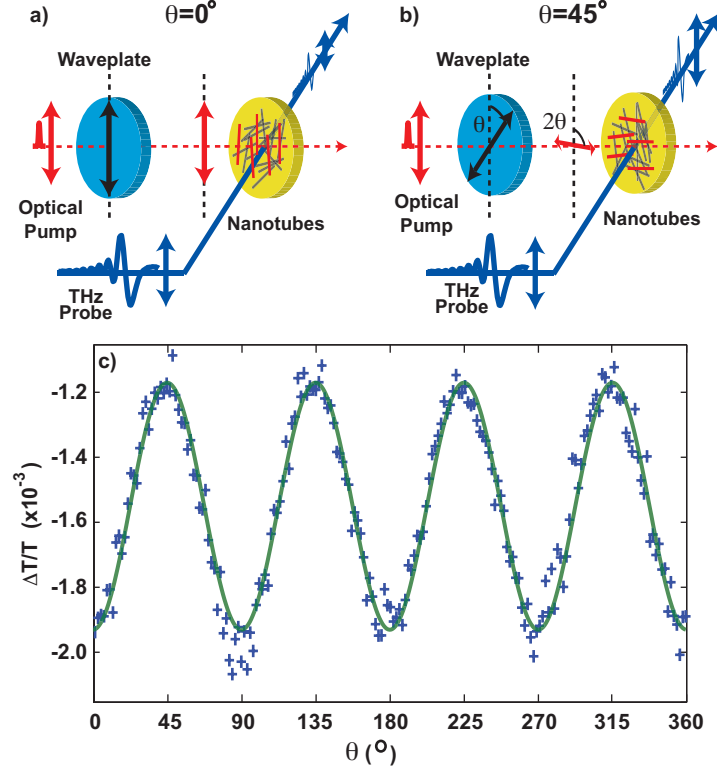 a) θ=0°
Waveplate
Optical
Pump
Nanotubes
THz
Probe
b) θ=45°
Waveplate
θ
2θ
Optical
Pump
Nanotubes
THz
Probe
c)
-1.2
-1.4
-1.6
-1.8
-2.0
ΔT/T (x10⁻³)
0 45 90 135 180 225 270 315 360
θ (°)